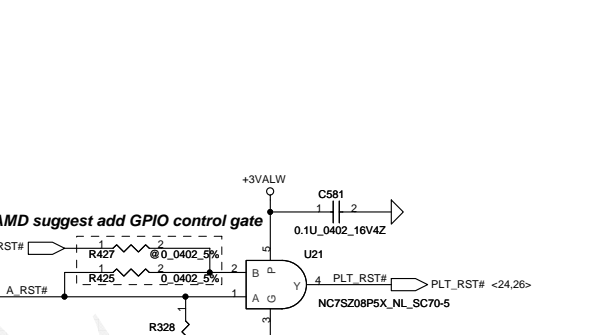 +3VALW
C581
1 2
0.1U_0402_16V4Z
AMD suggest add GPIO control gate
RST#
1 2
R427 @0_0402_5%
1 2
R425 0_0402_5%
5
U21
2 B P
Y 4 PLT_RST# PLT_RST# <24,26>
A_RST# 1 A G
NC7SZ08P5X_NL_SC70-5
3
1
R328